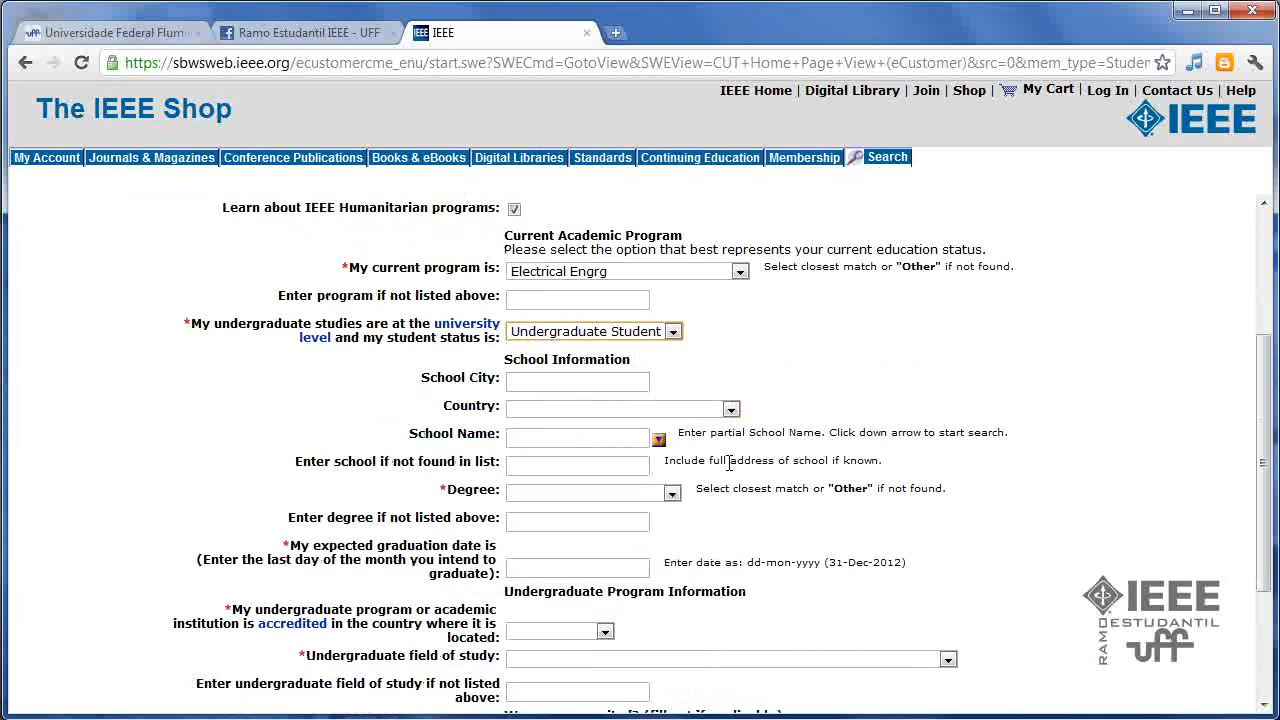 Universidade Federal Flum
Ramo Estudantil IEEE - UFF
IEEE
https://sbwsweb.ieee.org/ecustomercme_enu/start.swe?SWECmd=GotoView&SWEView=CUT+Home+Page+View+(eCustomer)&src=0&mem_type=Studen
IEEE Home | Digital Library | Join | Shop | My Cart | Log In | Contact Us | Help
The IEEE Shop
IEEE
My Account Journals & Magazines Conference Publications Books & eBooks Digital Libraries Standards Continuing Education Membership Search
Learn about IEEE Humanitarian programs:
Current Academic Program
Please select the option that best represents your current education status.
*My current program is: Electrical Engrg Select closest match or "Other" if not found.
Enter program if not listed above:
*My undergraduate studies are at the university
level and my student status is: Undergraduate Student
School Information
School City:
Country:
School Name: Enter partial School Name. Click down arrow to start search.
Enter school if not found in list: Include full address of school if known.
*Degree: Select closest match or "Other" if not found.
Enter degree if not listed above:
*My expected graduation date is
(Enter the last day of the month you intend to
graduate): Enter date as: dd-mon-yyyy (31-Dec-2012)
Undergraduate Program Information
*My undergraduate program or academic
institution is accredited in the country where it is
located:
*Undergraduate field of study:
Enter undergraduate field of study if not listed
above:
IEEE
RAMO ESTUDANTIL
uff